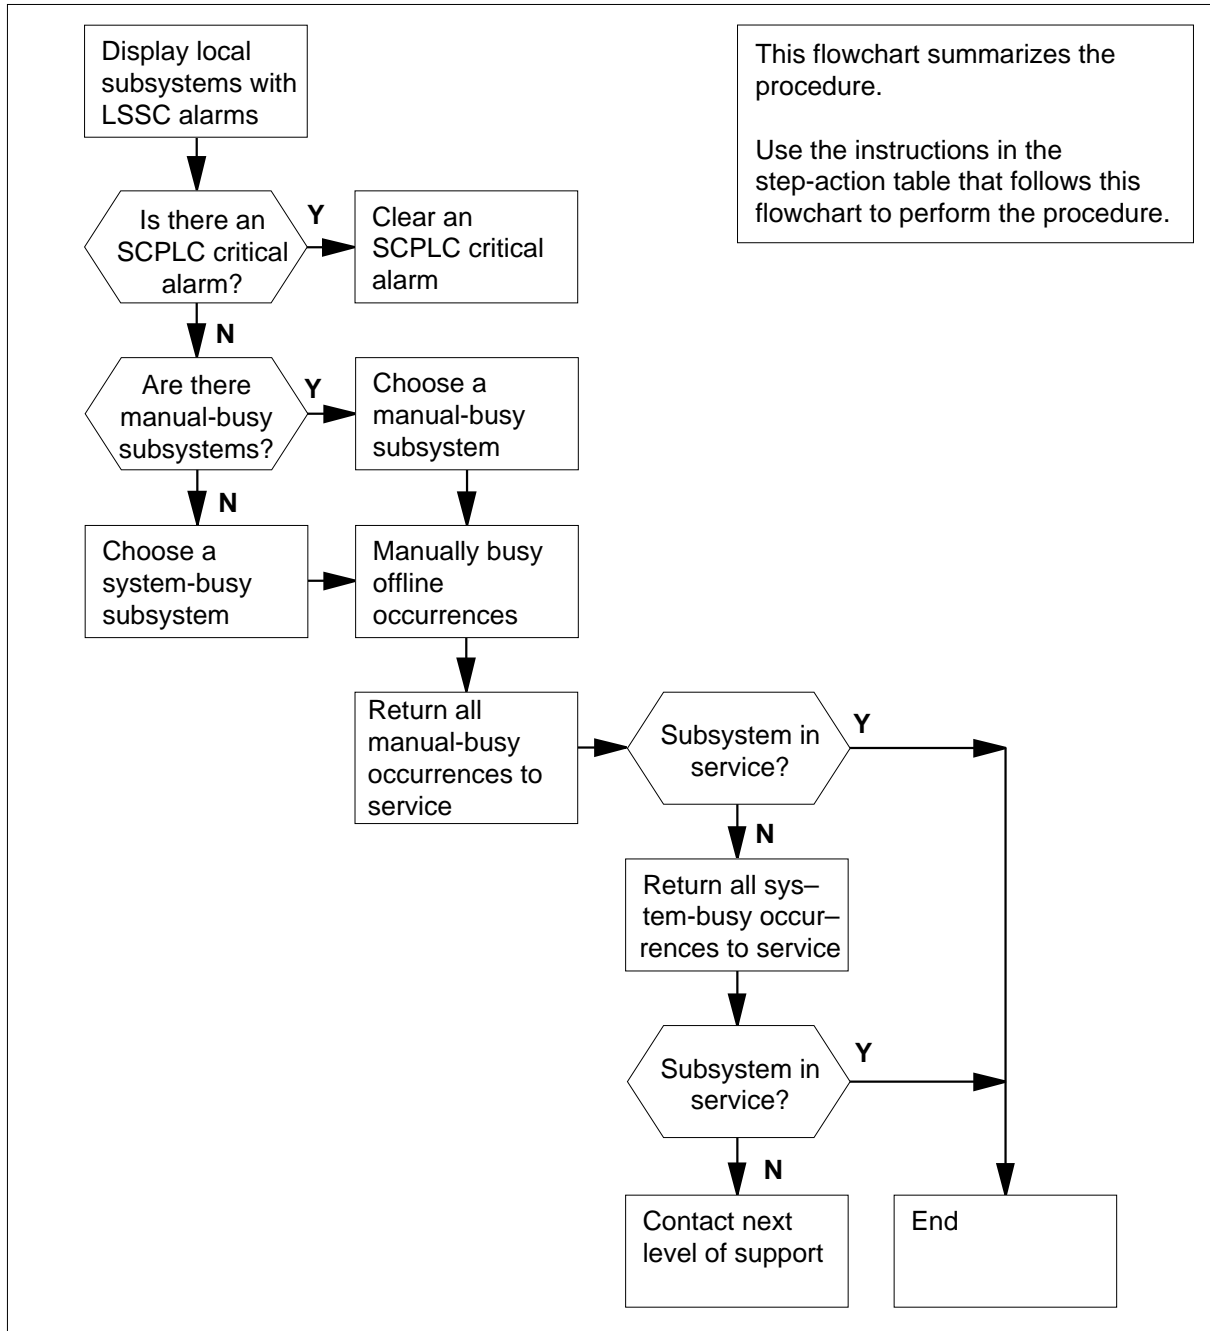 Display local
subsystems with
LSSC alarms
This flowchart summarizes the
procedure.
Use the instructions in the
step-action table that follows this
flowchart to perform the procedure.
Is there an
SCPLC critical
alarm?
Y
Clear an
SCPLC critical
alarm
N
Are there
manual-busy
subsystems?
Y
Choose a
manual-busy
subsystem
N
Choose a
system-busy
subsystem
Manually busy
offline
occurrences
Return all
manual-busy
occurrences to
service
Subsystem in
service?
Y
N
Return all sys–
tem-busy occur–
rences to service
Subsystem in
service?
Y
N
Contact next
level of support
End